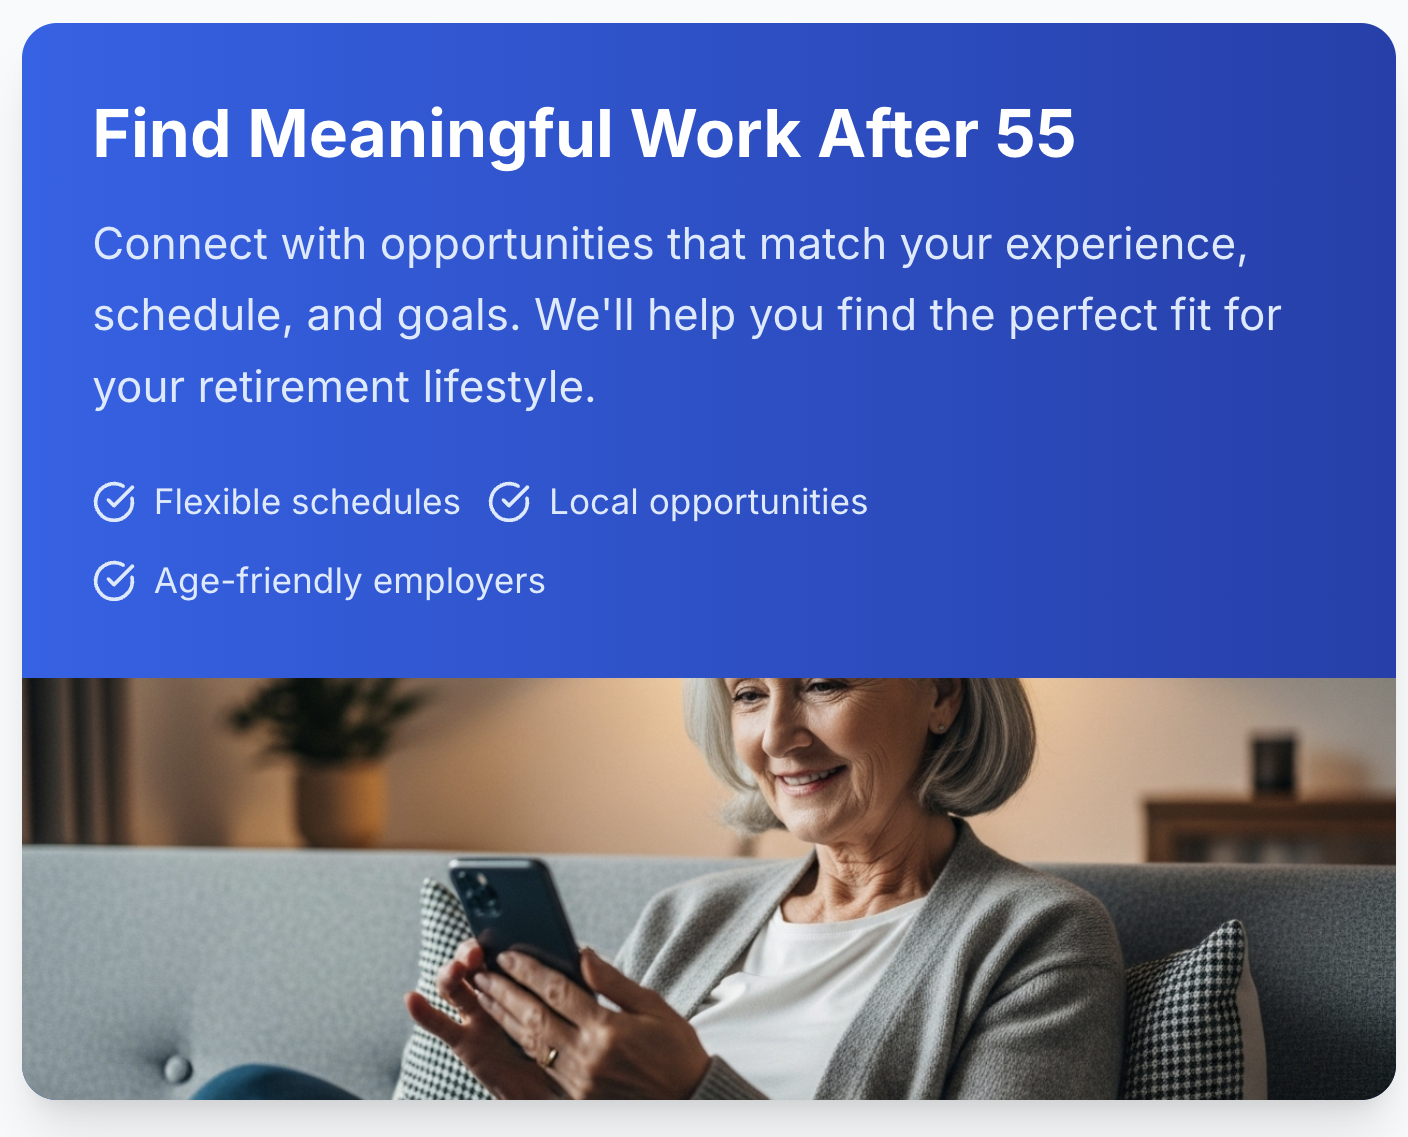 Find Meaningful Work After 55
Connect with opportunities that match your experience,
schedule, and goals. We'll help you find the perfect fit for
your retirement lifestyle.
Flexible schedules Local opportunities
Age-friendly employers